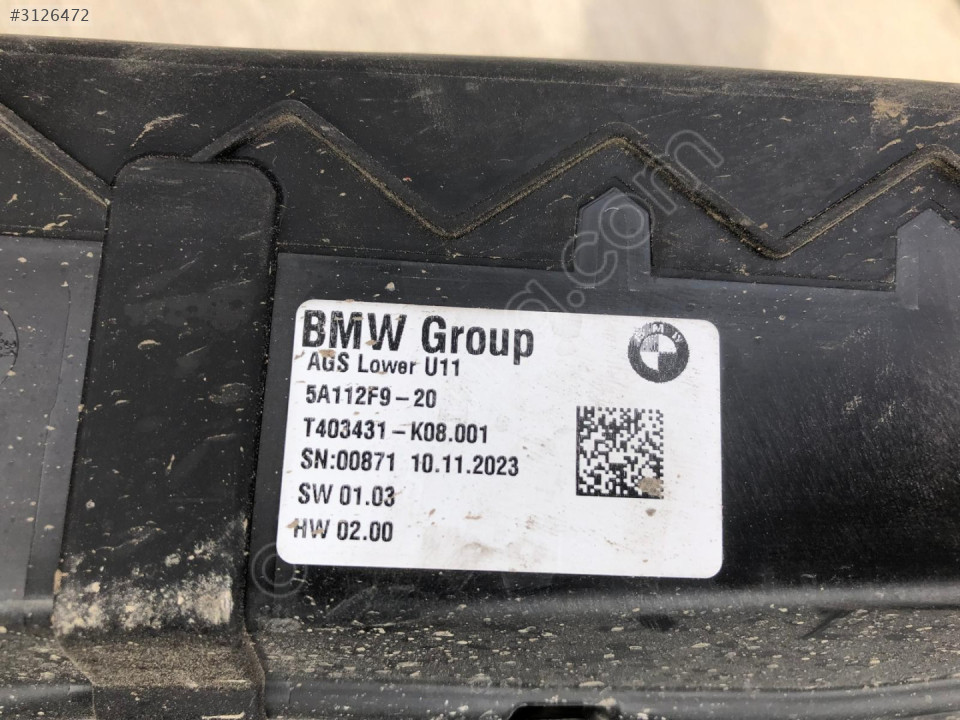 #3126472
BMW Group
BMW
AGS Lower U11
5A112F9-20
T403431-K08.001
SN:00871 10.11.2023
SW 01.03
HW 02.00